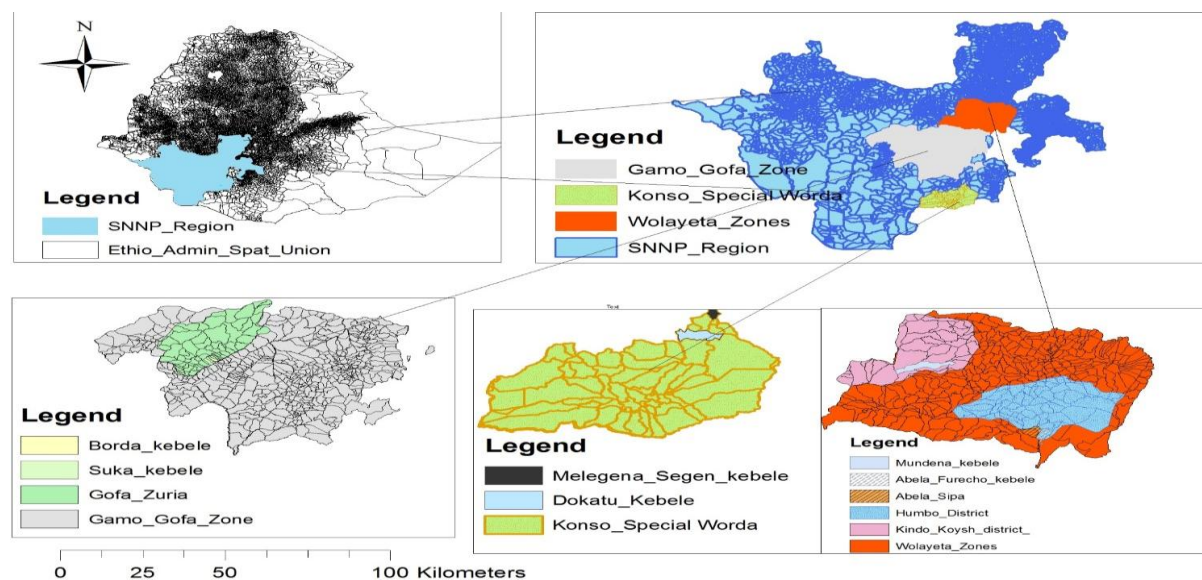 N
Legend
SNNP_Region
Ethio_Admin_Spat_Union
Legend
Gamo_Gofa_Zone
Konso_Special Worda
Wolayeta_Zones
SNNP_Region
Legend
Borda_kebele
Suka_kebele
Gofa_Zuria
Gamo_Gofa_Zone
Text
Legend
Melegena_Segen_kebele
Dokatu_Kebele
Konso_Special Worda
Legend
Mundena_kebele
Abela_Furecho_kebele
Abela_Sipa
Humbo_District
Kindo_Koysh_district_
Wolayeta_Zones
0 25 50 100 Kilometers